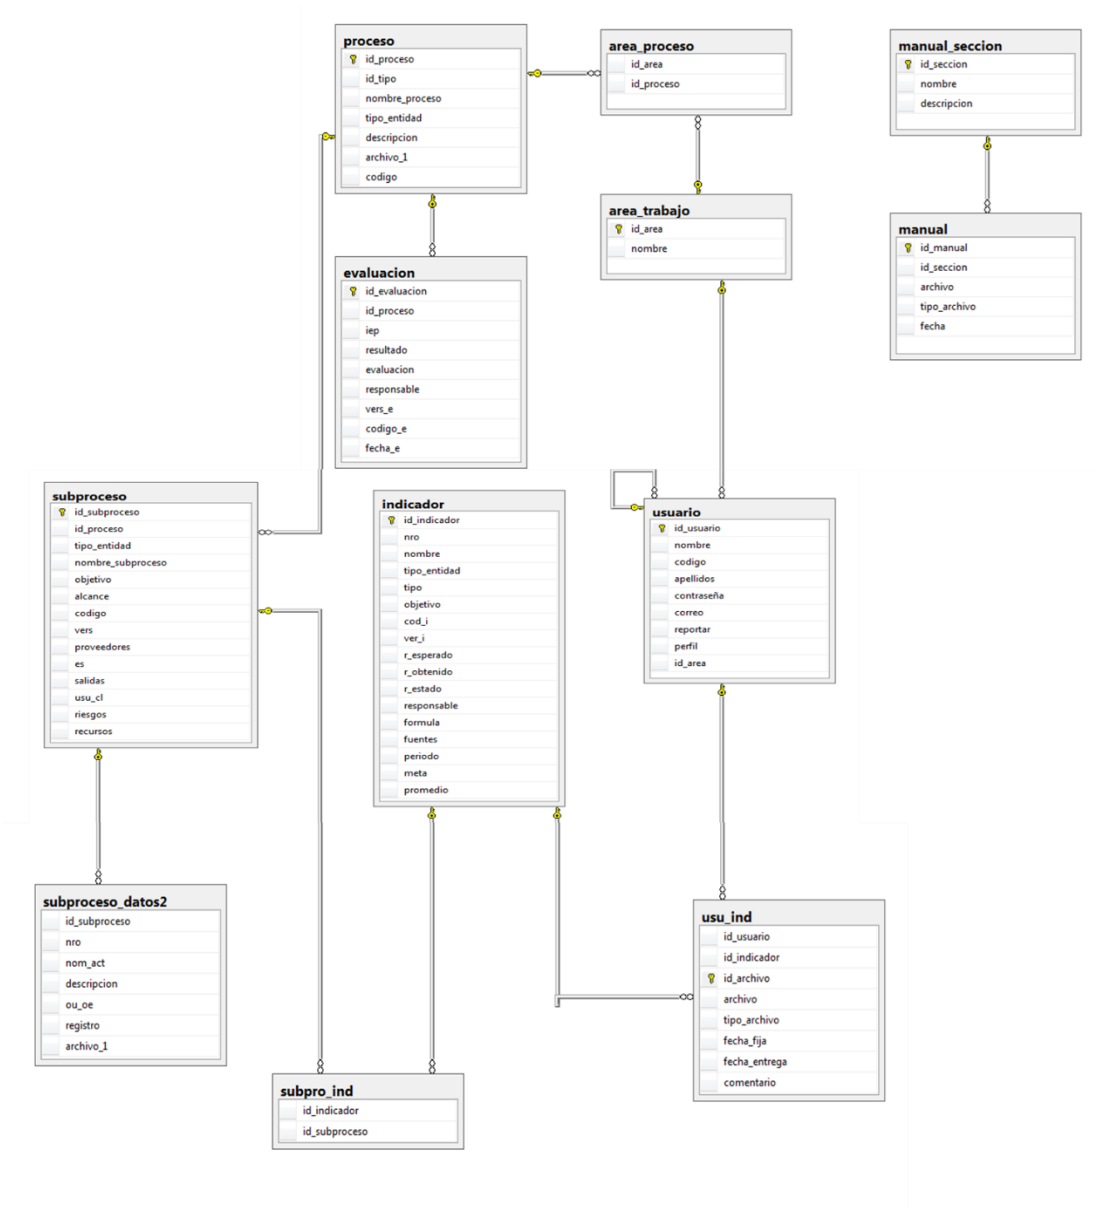 proceso
id_proceso
id_tipo
nombre_proceso
tipo_entidad
descripcion
archivo_1
codigo
area_proceso
id_area
id_proceso
manual_seccion
id_seccion
nombre
descripcion
area_trabajo
id_area
nombre
manual
id_manual
id_seccion
archivo
tipo_archivo
fecha
evaluacion
id_evaluacion
id_proceso
iep
resultado
evaluacion
responsable
vers_e
codigo_e
fecha_e
subproceso
id_subproceso
id_proceso
tipo_entidad
nombre_subproceso
objetivo
alcance
codigo
vers
proveedores
es
salidas
usu_cl
riesgos
recursos
indicador
id_indicador
nro
nombre
tipo_entidad
tipo
objetivo
cod_i
ver_i
r_esperado
r_obtenido
r_estado
responsable
formula
fuentes
periodo
meta
promedio
usuario
id_usuario
nombre
codigo
apellidos
contraseña
correo
reportar
perfil
id_area
subproceso_datos2
id_subproceso
nro
nom_act
descripcion
ou_oe
registro
archivo_1
usu_ind
id_usuario
id_indicador
id_archivo
archivo
tipo_archivo
fecha_fija
fecha_entrega
comentario
subpro_ind
id_indicador
id_subproceso